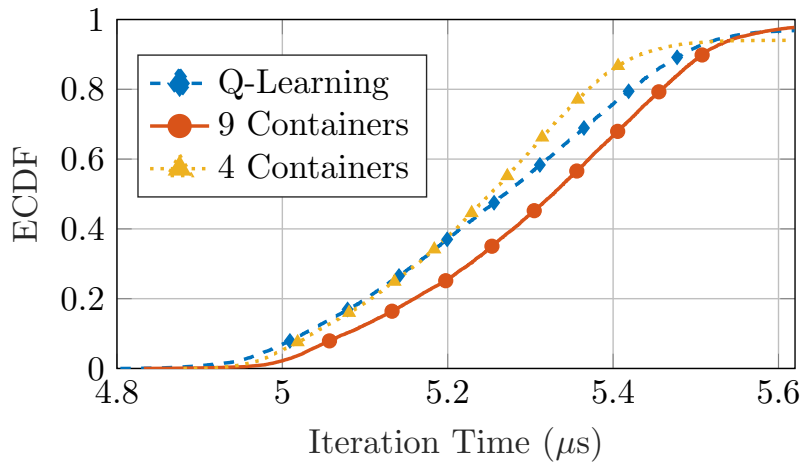 1
0.8
0.6
0.4
0.2
0
ECDF
Q-Learning
9 Containers
4 Containers
4.8 5 5.2 5.4 5.6
Iteration Time (μs)